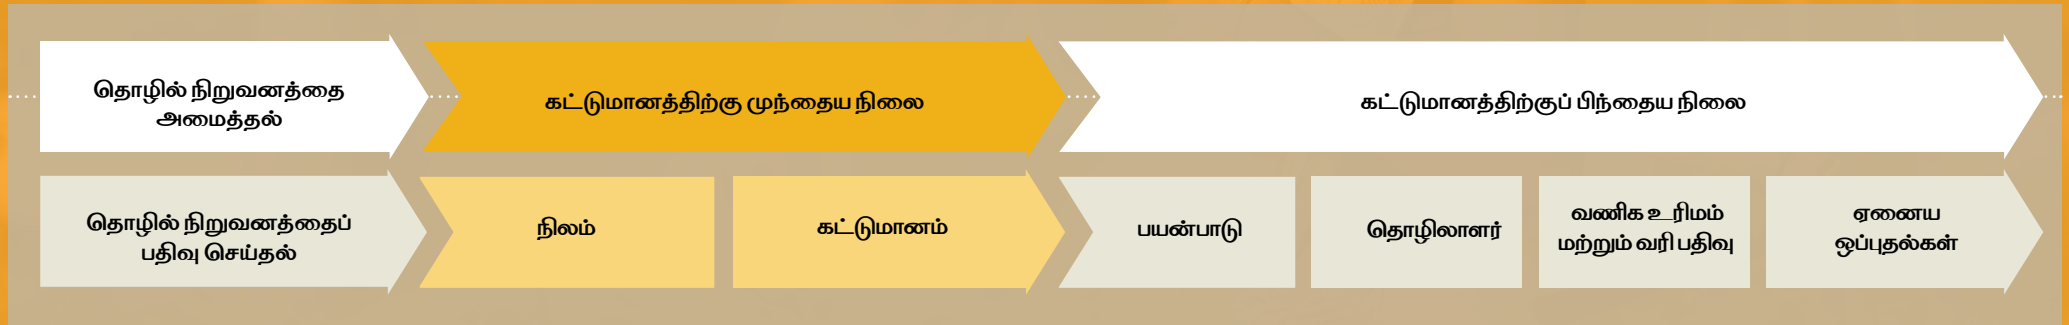 தொழில் நிறுவனத்தை
அமைத்தல்
கட்டுமானத்திற்கு முந்தைய நிலை
கட்டுமானத்திற்குப் பிந்தைய நிலை
தொழில் நிறுவனத்தைப்
பதிவு செய்தல்
நிலம்
கட்டுமானம்
பயன்பாடு
தொழிலாளர்
வணிக உரிமம்
மற்றும் வரி பதிவு
ஏனைய
ஒப்புதல்கள்